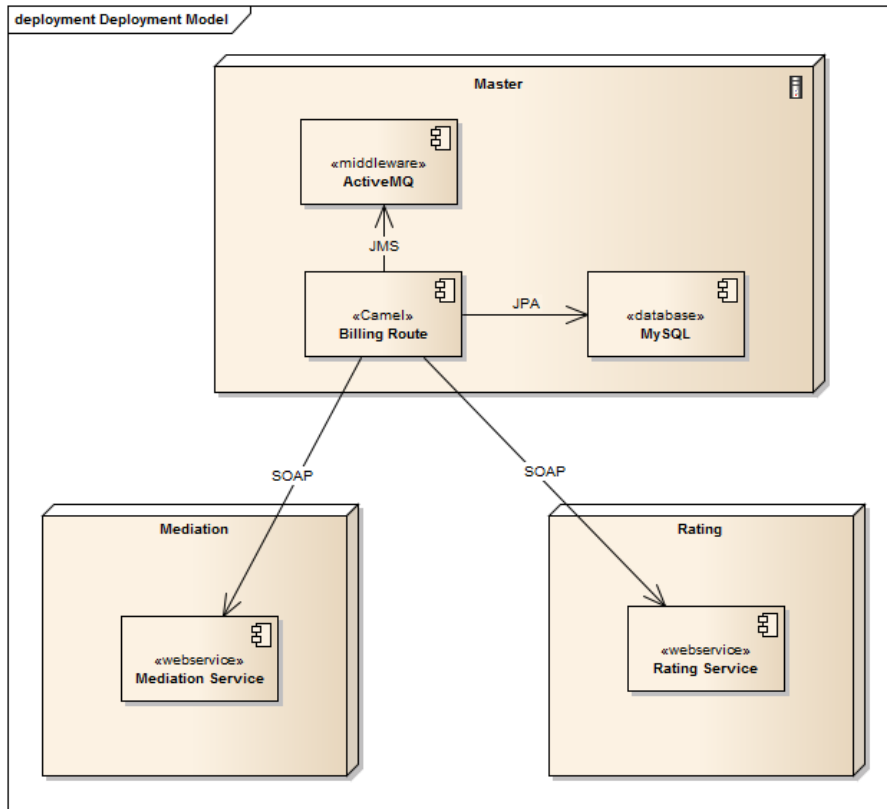 deployment Deployment Model
Master
«middleware»
ActiveMQ
JMS
«Camel»
Billing Route
JPA
«database»
MySQL
SOAP
SOAP
Mediation
Rating
«webservice»
Mediation Service
«webservice»
Rating Service